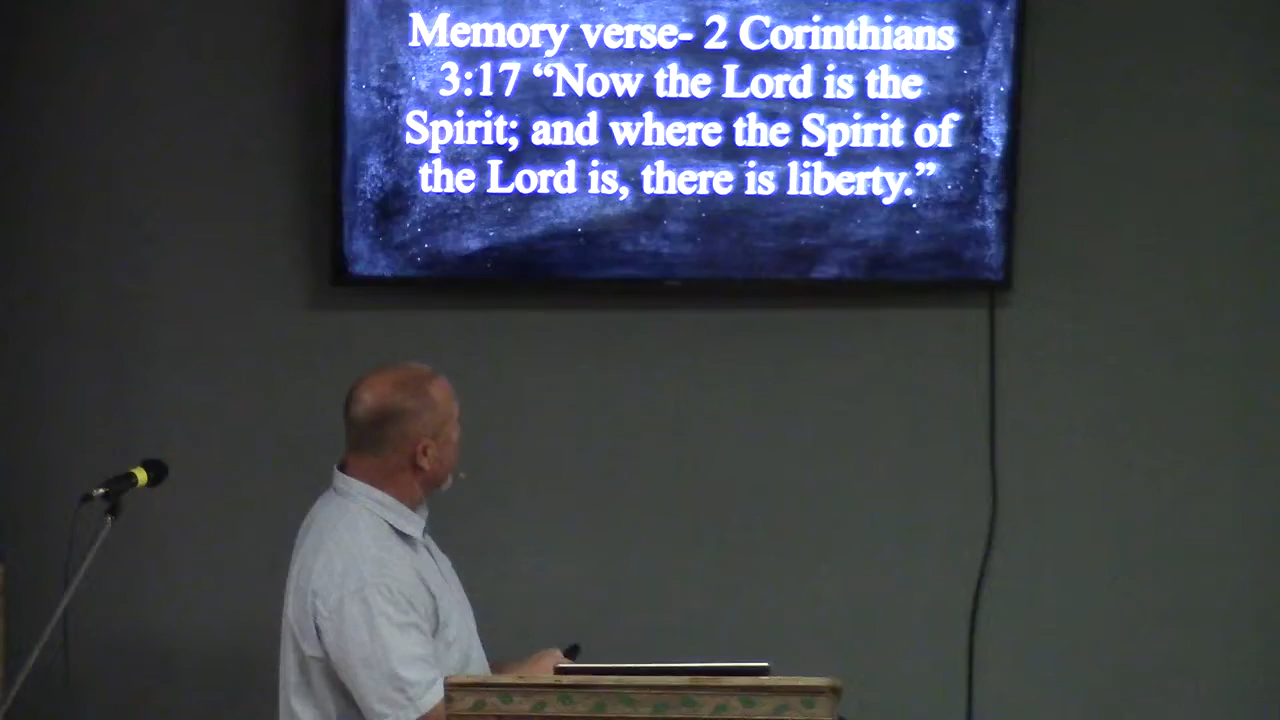 Memory verse- 2 Corinthians
3:17 “Now the Lord is the
Spirit; and where the Spirit of
the Lord is, there is liberty.”